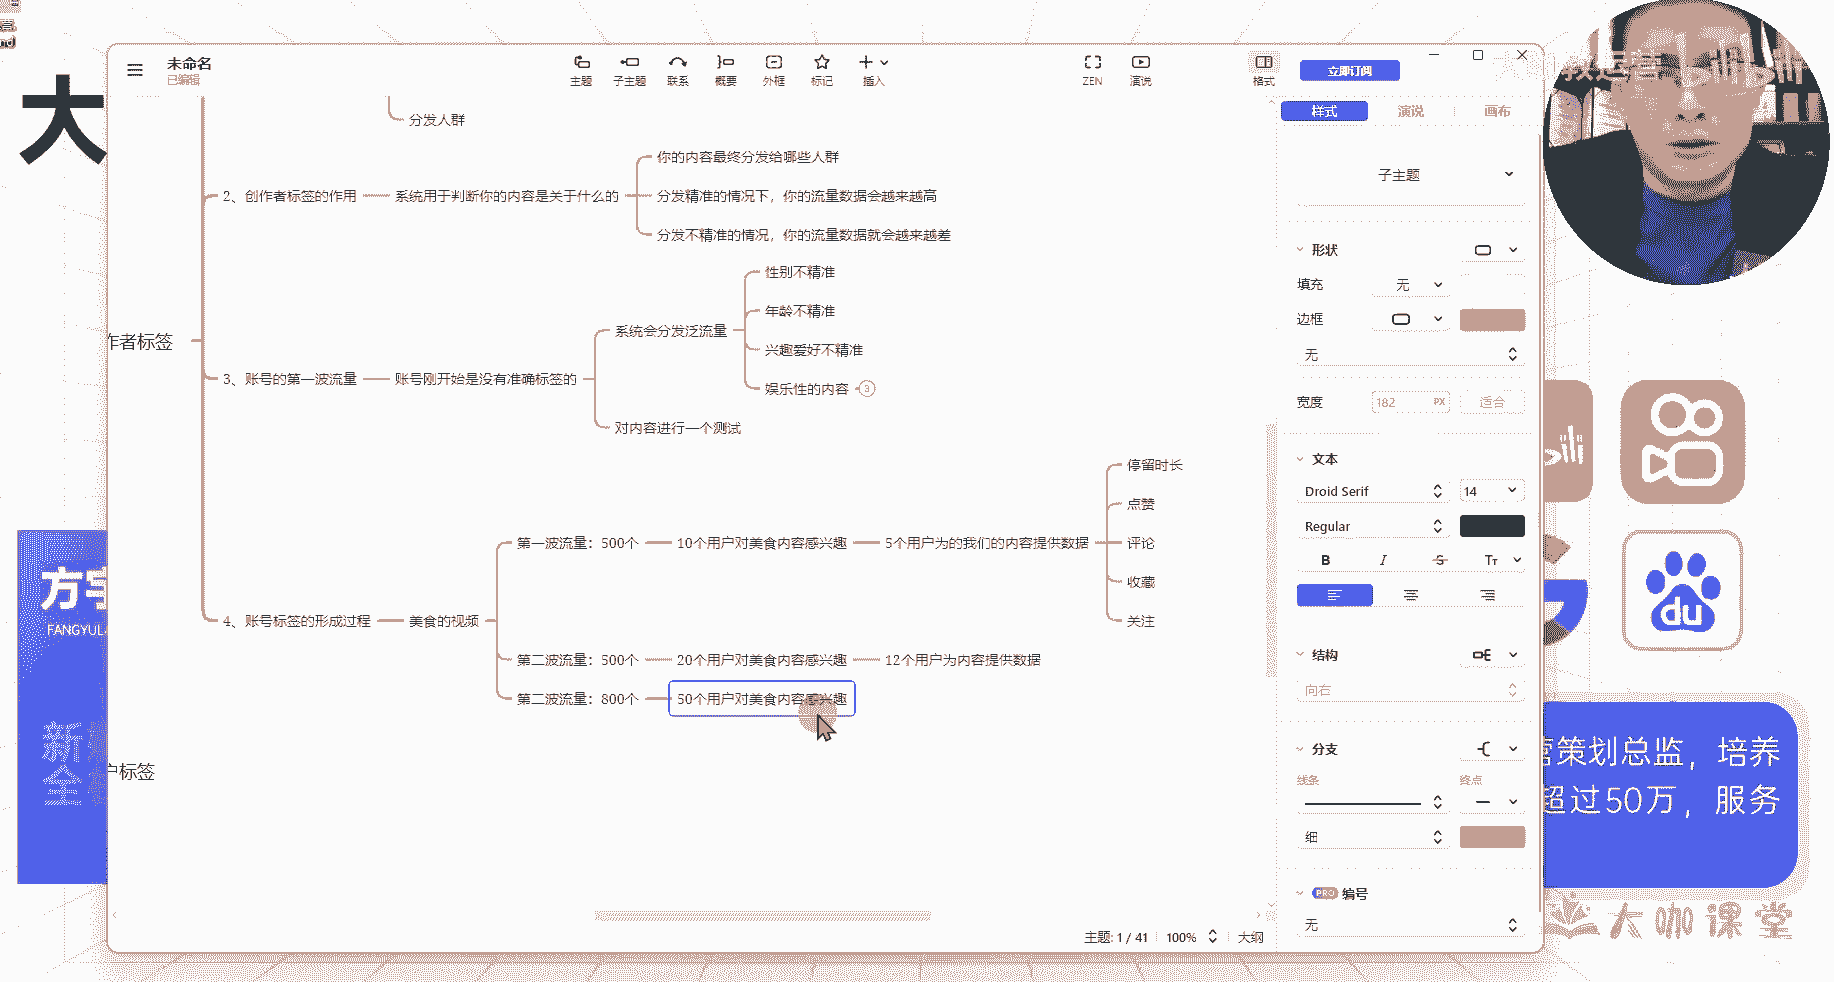 大
未命名
已编辑
主题
子主题
联系
概要
外框
标记
插入
ZEN
演说
格式
立即订阅
教运营
bilibili
分发人群
2、创作者标签的作用
系统用于判断你的内容是关于什么的
你的内容最终分发给哪些人群
分发精准的情况下，你的流量数据会越来越高
分发不精准的情况，你的流量数据就会越来越差
作者标签
3、账号的第一波流量
账号刚开始是没有准确标签的
系统会分发泛流量
性别不精准
年龄不精准
兴趣爱好不精准
娱乐性的内容
3
对内容进行一个测试
4、账号标签的形成过程
美食的视频
第一波流量：500个
10个用户对美食内容感兴趣
5个用户为的我们的内容提供数据
停留时长
点赞
评论
收藏
关注
第二波流量：500个
20个用户对美食内容感兴趣
12个用户为内容提供数据
第二波流量：800个
50个用户对美食内容感兴趣
户标签
主题: 1 / 41
100%
大纲
样式
演说
画布
子主题
形状
填充
无
边框
无
宽度
182
PX
适合
文本
Droid Serif
14
Regular
B
I
S
Tт
结构
向右
分支
线条
终点
细
PRO
编号
无
FANGYU
du
营策划总监，培养
超过50万，服务
大咖课堂